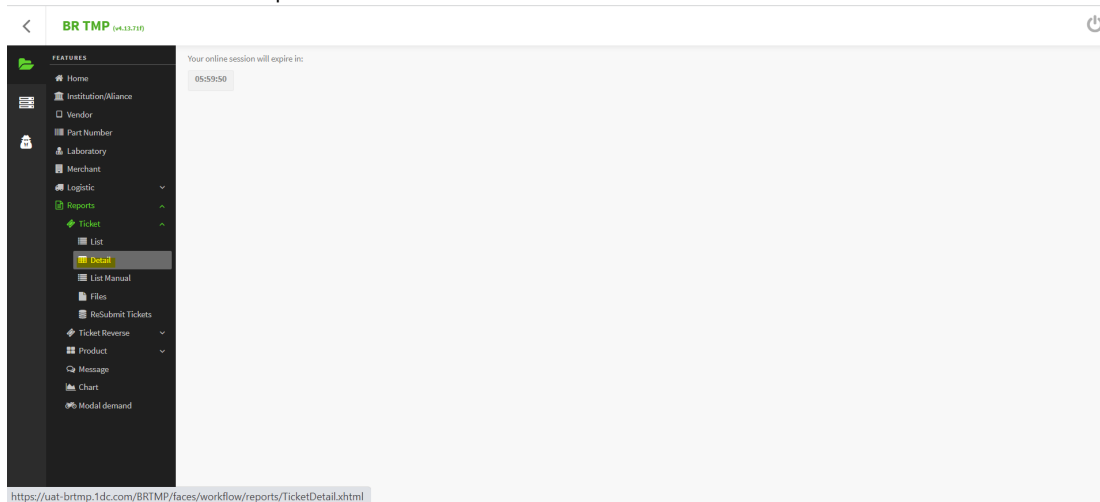 BR TMP (v4.13.71f)
FEATURES
Home
Institution/Aliance
Vendor
Part Number
Laboratory
Merchant
Logistic
Reports
Ticket
List
Detail
List Manual
Files
ReSubmit Tickets
Ticket Reverse
Product
Message
Chart
Modal demand
Your online session will expire in:
05:59:50
https://uat-brtmp.1dc.com/BRTMP/faces/workflow/reports/TicketDetail.xhtml